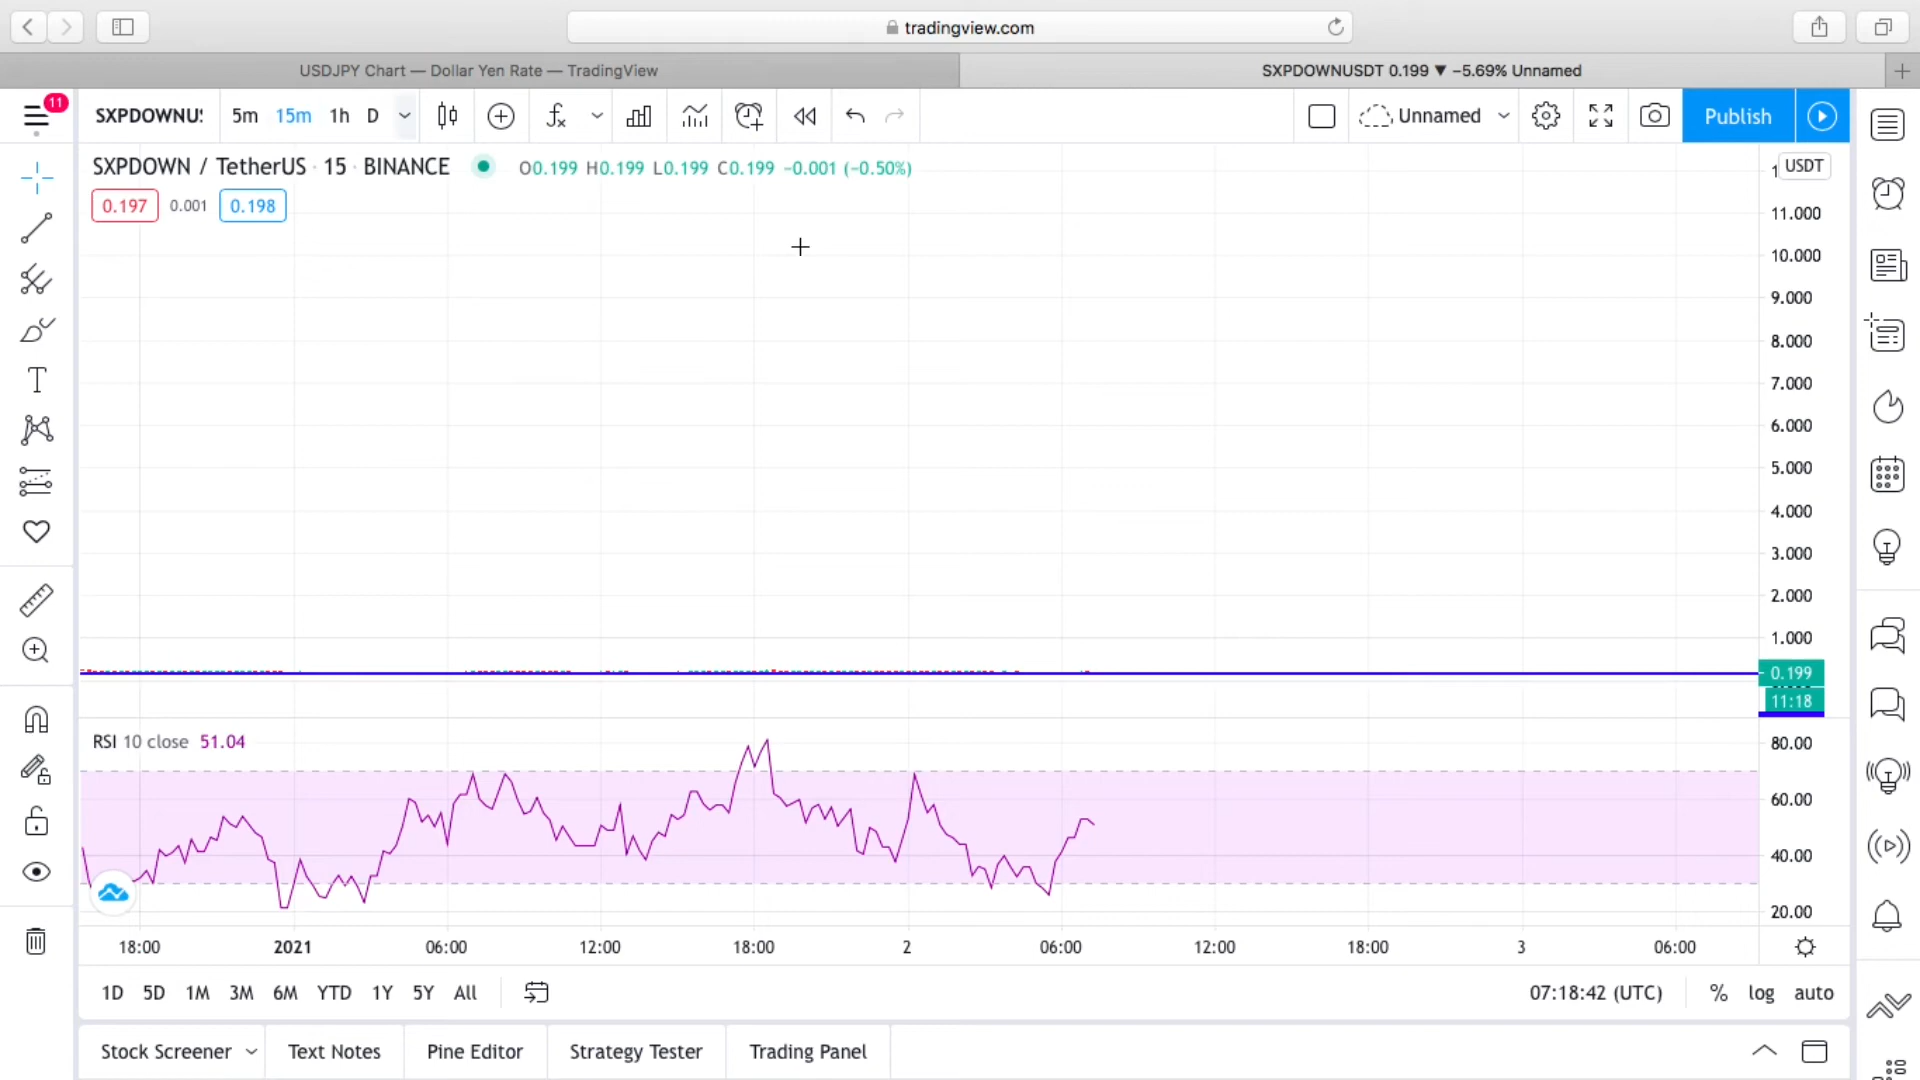 tradingview.com
USDJPY Chart — Dollar Yen Rate — TradingView
SXPDOWNUSDT 0.199 ▼ −5.69% Unnamed
11
SXPDOWNU: 5m 15m 1h D
Unnamed
Publish
SXPDOWN / TetherUS · 15 · BINANCE
O0.199 H0.199 L0.199 C0.199 −0.001 (−0.50%)
0.197 0.001 0.198
USDT
11.000
10.000
9.000
8.000
7.000
6.000
5.000
4.000
3.000
2.000
1.000
0.199
11:18
RSI 10 close 51.04
80.00
60.00
40.00
20.00
18:00 2021 06:00 12:00 18:00 2 06:00 12:00 18:00 3 06:00
1D 5D 1M 3M 6M YTD 1Y 5Y All
07:18:42 (UTC) % log auto
Stock Screener Text Notes Pine Editor Strategy Tester Trading Panel